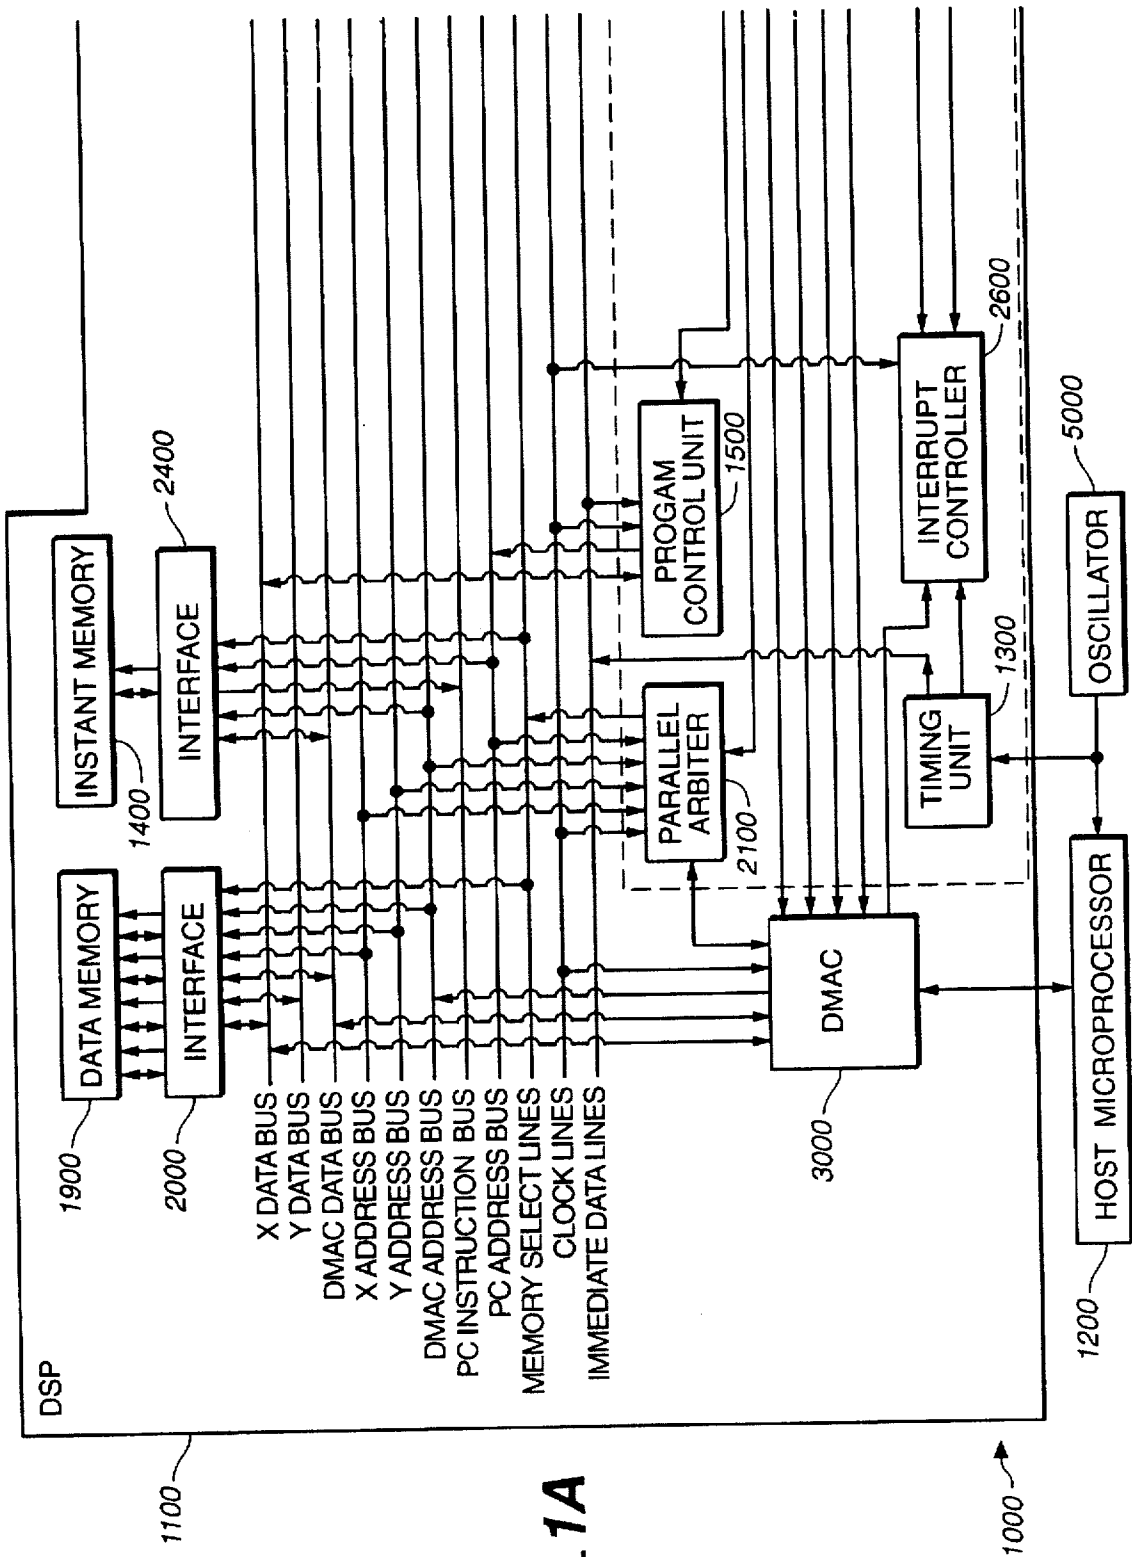 DSP
1100
1900
DATA MEMORY
2000
INTERFACE
INSTANT MEMORY
1400
INTERFACE
2400
X DATA BUS
Y DATA BUS
DMAC DATA BUS
X ADDRESS BUS
Y ADDRESS BUS
DMAC ADDRESS BUS
PC INSTRUCTION BUS
PC ADDRESS BUS
MEMORY SELECT LINES
CLOCK LINES
IMMEDIATE DATA LINES
PARALLEL
ARBITER
2100
PROGAM
CONTROL UNIT
1500
DMAC
3000
TIMING
UNIT
1300
INTERRUPT
CONTROLLER
2600
HOST MICROPROCESSOR
1200
OSCILLATOR
5000
1000
1A